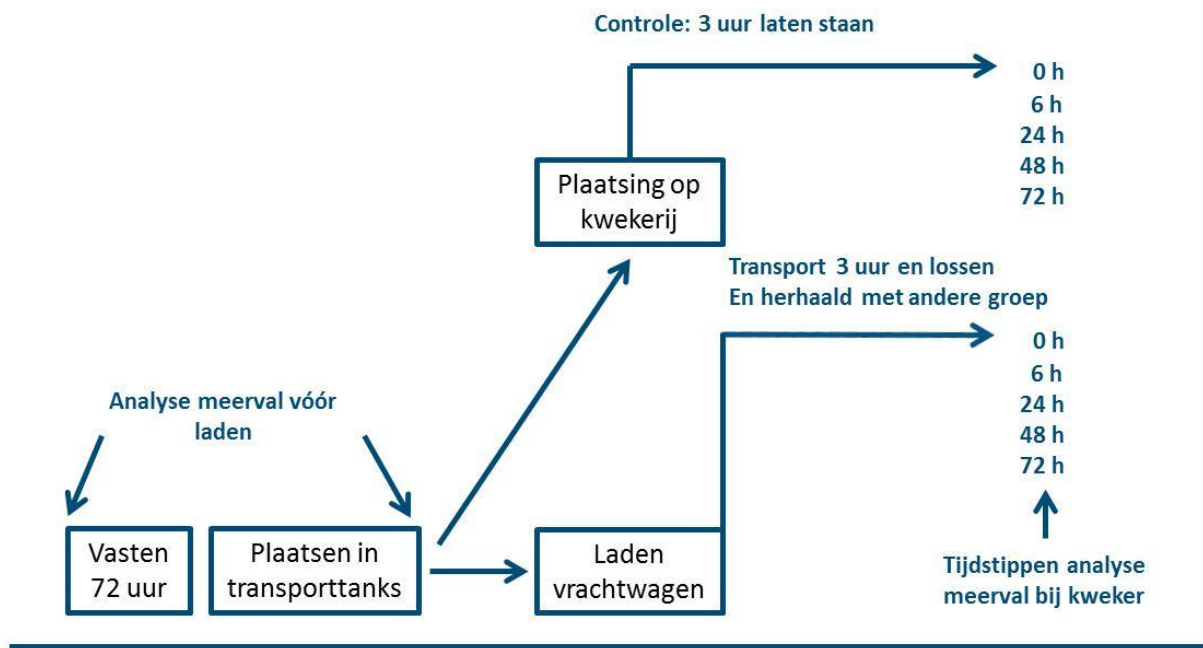 Controle: 3 uur laten staan
0 h
6 h
24 h
48 h
72 h
Plaatsing op
kwekerij
Transport 3 uur en lossen
En herhaald met andere groep
0 h
6 h
24 h
48 h
72 h
Analyse meerval vóór
laden
Vasten
72 uur
Plaatsen in
transporttanks
Laden
vrachtwagen
Tijdstippen analyse
meerval bij kweker